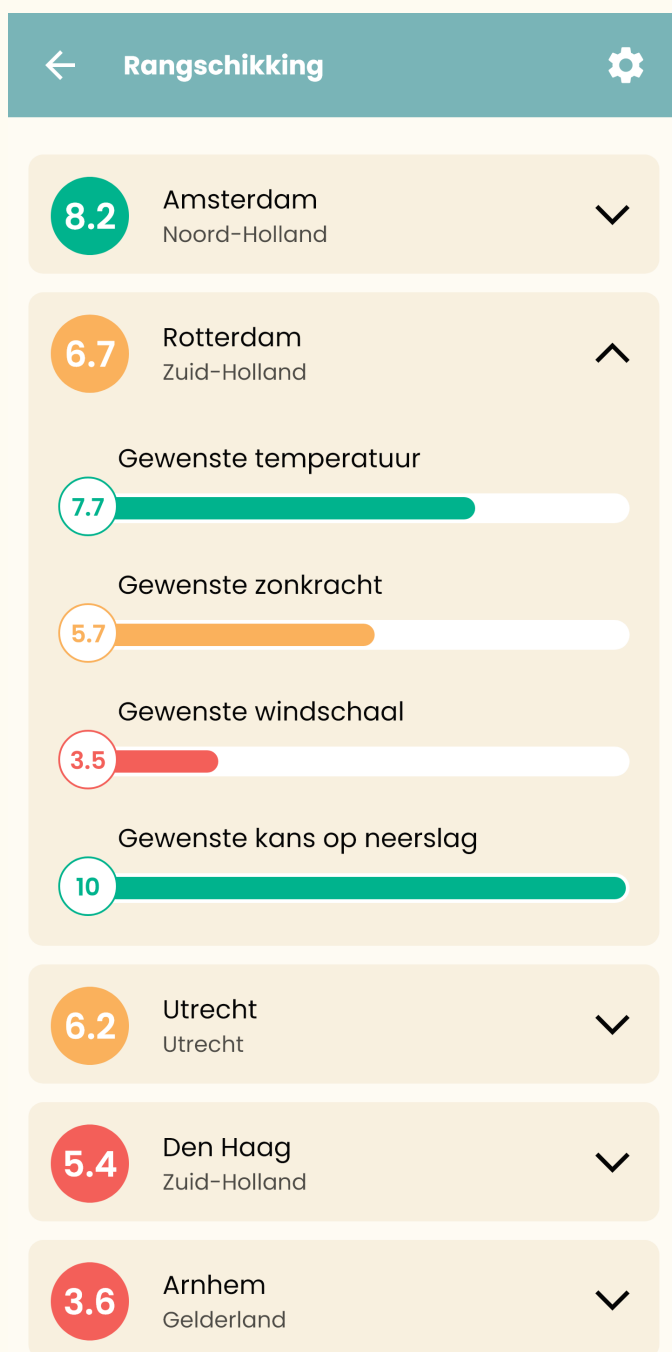 Rangschikking
8.2
Amsterdam
Noord-Holland
6.7
Rotterdam
Zuid-Holland
Gewenste temperatuur
7.7
Gewenste zonkracht
5.7
Gewenste windschaal
3.5
Gewenste kans op neerslag
10
6.2
Utrecht
Utrecht
5.4
Den Haag
Zuid-Holland
3.6
Arnhem
Gelderland